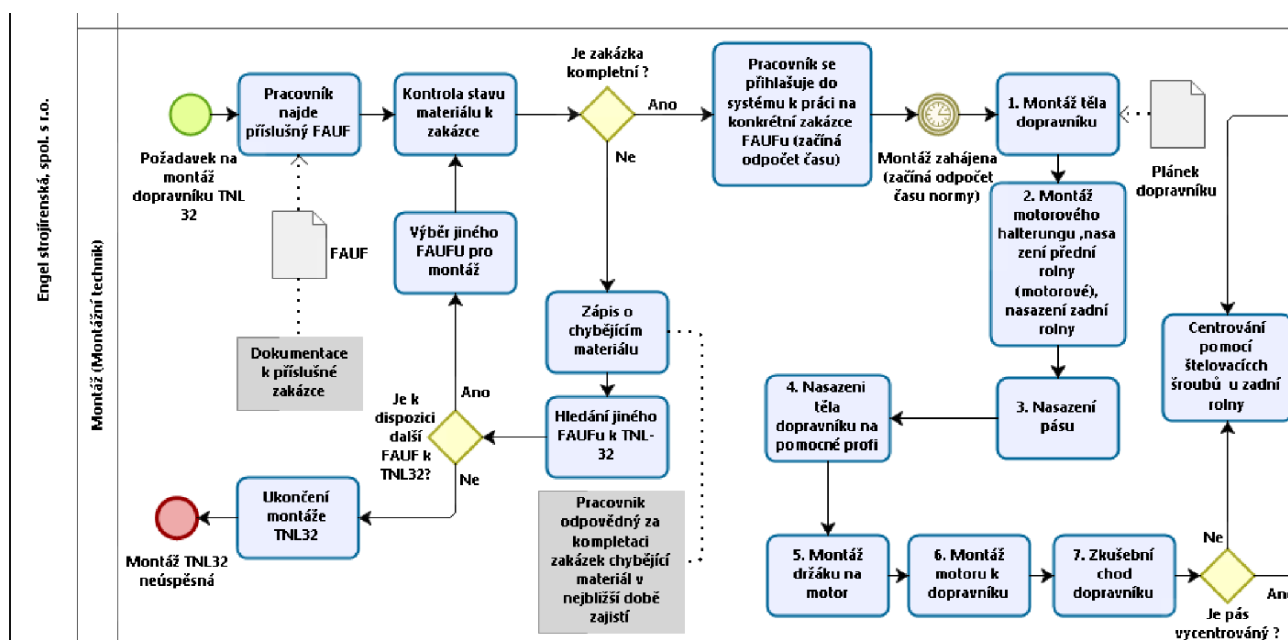 Engel strojírenská, spol. s r.o.
Montáž (Montážní technik)
Požadavek na
montáž
dopravníku TNL
32
Pracovník
najde
příslušný FAUF
Kontrola stavu
materiálu k
zakázce
Je zakázka
kompletní ?
Ano
Ne
Pracovník se
přihlašuje do
systému k práci na
konkrétní zakázce
FAUFu (začíná
odpočet času)
Montáž zahájena
(začíná odpočet
času normy)
1. Montáž těla
dopravníku
Plánek
dopravníku
2. Montáž
motorového
halterungu ,nasa
zení přední
rolny
(motorové),
nasazení zadní
rolny
FAUF
Dokumentace
k příslušné
zakázce
Výběr jiného
FAUFU pro
montáž
Zápis o
chybějícím
materiálu
Hledání jiného
FAUFu k TNL-
32
Je k
dispozici
další
FAUF k
TNL32?
Ano
Ne
Ukončení
montáže
TNL32
Montáž TNL32
neúspěsná
Pracovnik
odpovědný za
kompletaci
zakázek chybějící
materiál v
nejbližší době
zajistí
3. Nasazení
pásu
4. Nasazeni
těla
dopravníku na
pomocné profi
5. Montáž
držáku na
motor
6. Montáž
motoru k
dopravníku
7. Zkušební
chod
dopravníku
Centrování
pomocí
štelovacícch
šroubů u zadní
rolny
Ne
Ano
Je pás
vycentrováný ?